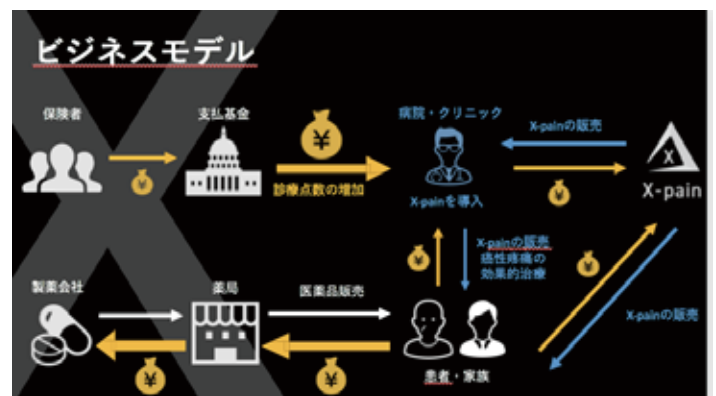 ビジネスモデル
保険者
支払基金
¥
病院・クリニック
X-painの販売
¥
診療点数の増加
X-painを導入
¥
X
X-pain
¥
X-painの販売
癌性疼痛の
効果的治療
¥
製薬会社
薬局
医薬品販売
X-painの販売
¥
¥
患者・家族